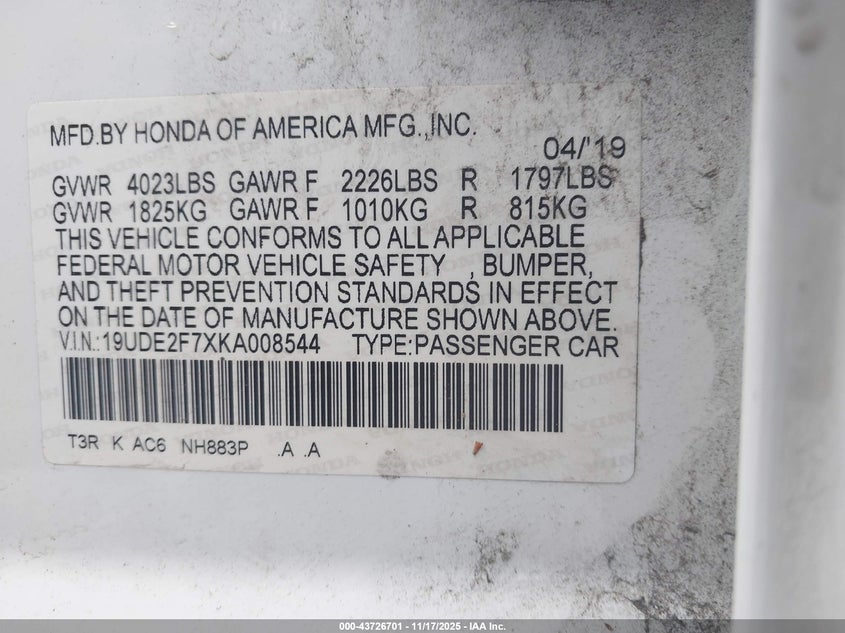 MFD.BY HONDA OF AMERICA MFG.,INC.
04/'19
GVWR 4023LBS GAWR F 2226LBS R 1797LBS
GVWR 1825KG GAWR F 1010KG R 815KG
THIS VEHICLE CONFORMS TO ALL APPLICABLE
FEDERAL MOTOR VEHICLE SAFETY , BUMPER,
AND THEFT PREVENTION STANDARDS IN EFFECT
ON THE DATE OF MANUFACTURE SHOWN ABOVE.
V.I.N.:19UDE2F7XKA008544 TYPE:PASSENGER CAR
T3R K AC6 NH883P .A .A
000-43726701 - 11/17/2025 - IAA Inc.